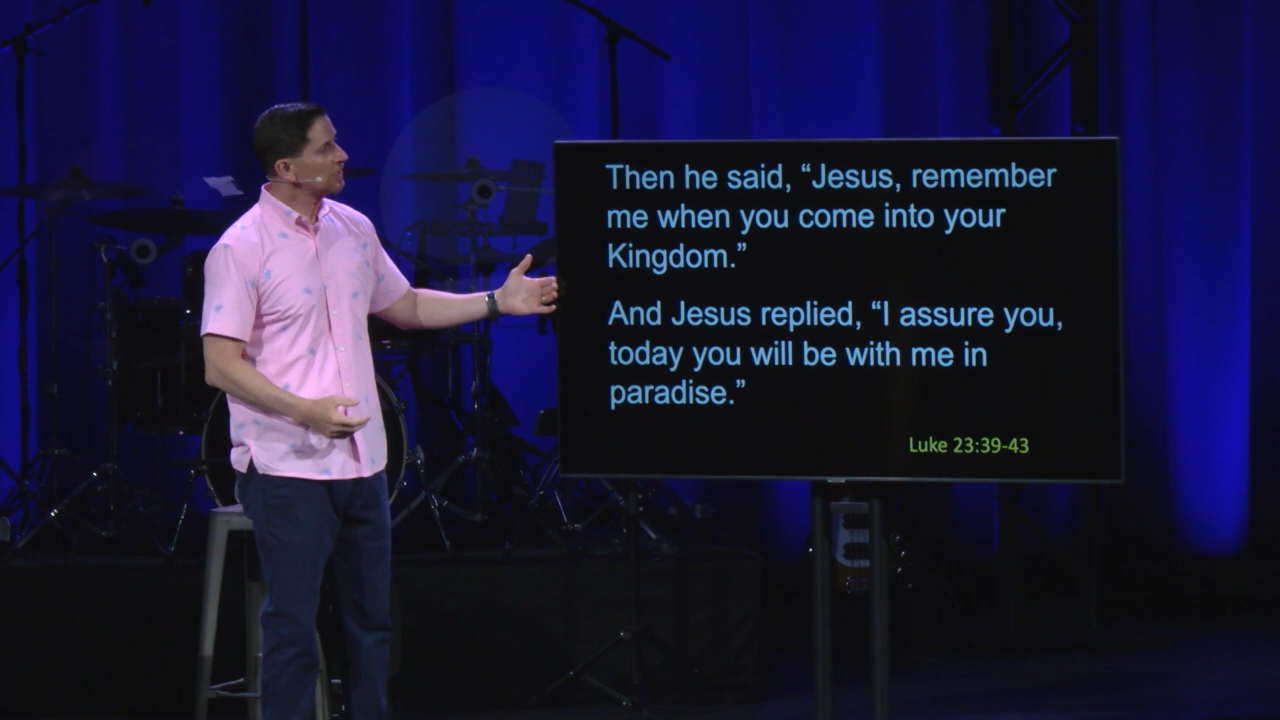 Then he said, “Jesus, remember
me when you come into your
Kingdom.”
And Jesus replied, “I assure you,
today you will be with me in
paradise.”
Luke 23:39-43